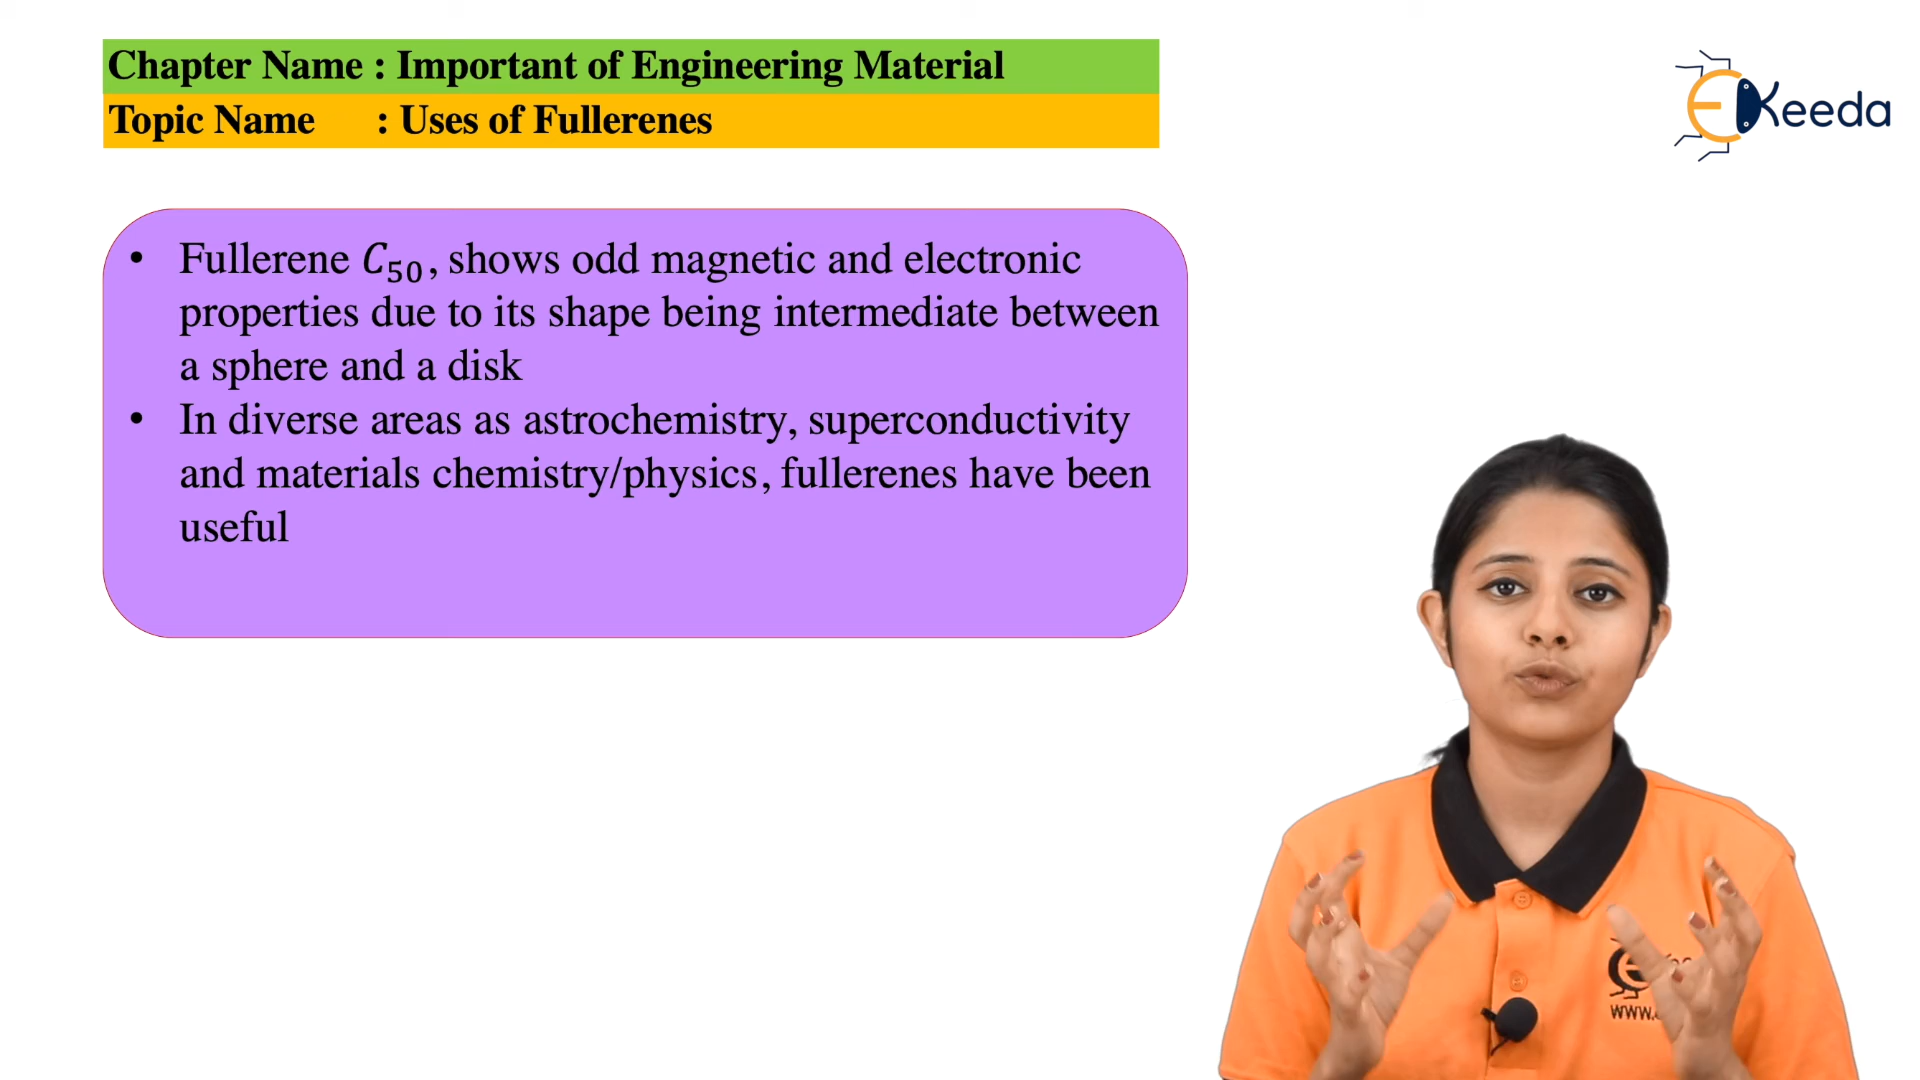 Chapter Name : Important of Engineering Material
Topic Name : Uses of Fullerenes
EKeeda
• Fullerene C₅₀, shows odd magnetic and electronic
properties due to its shape being intermediate between
a sphere and a disk
• In diverse areas as astrochemistry, superconductivity
and materials chemistry/physics, fullerenes have been
useful
www.